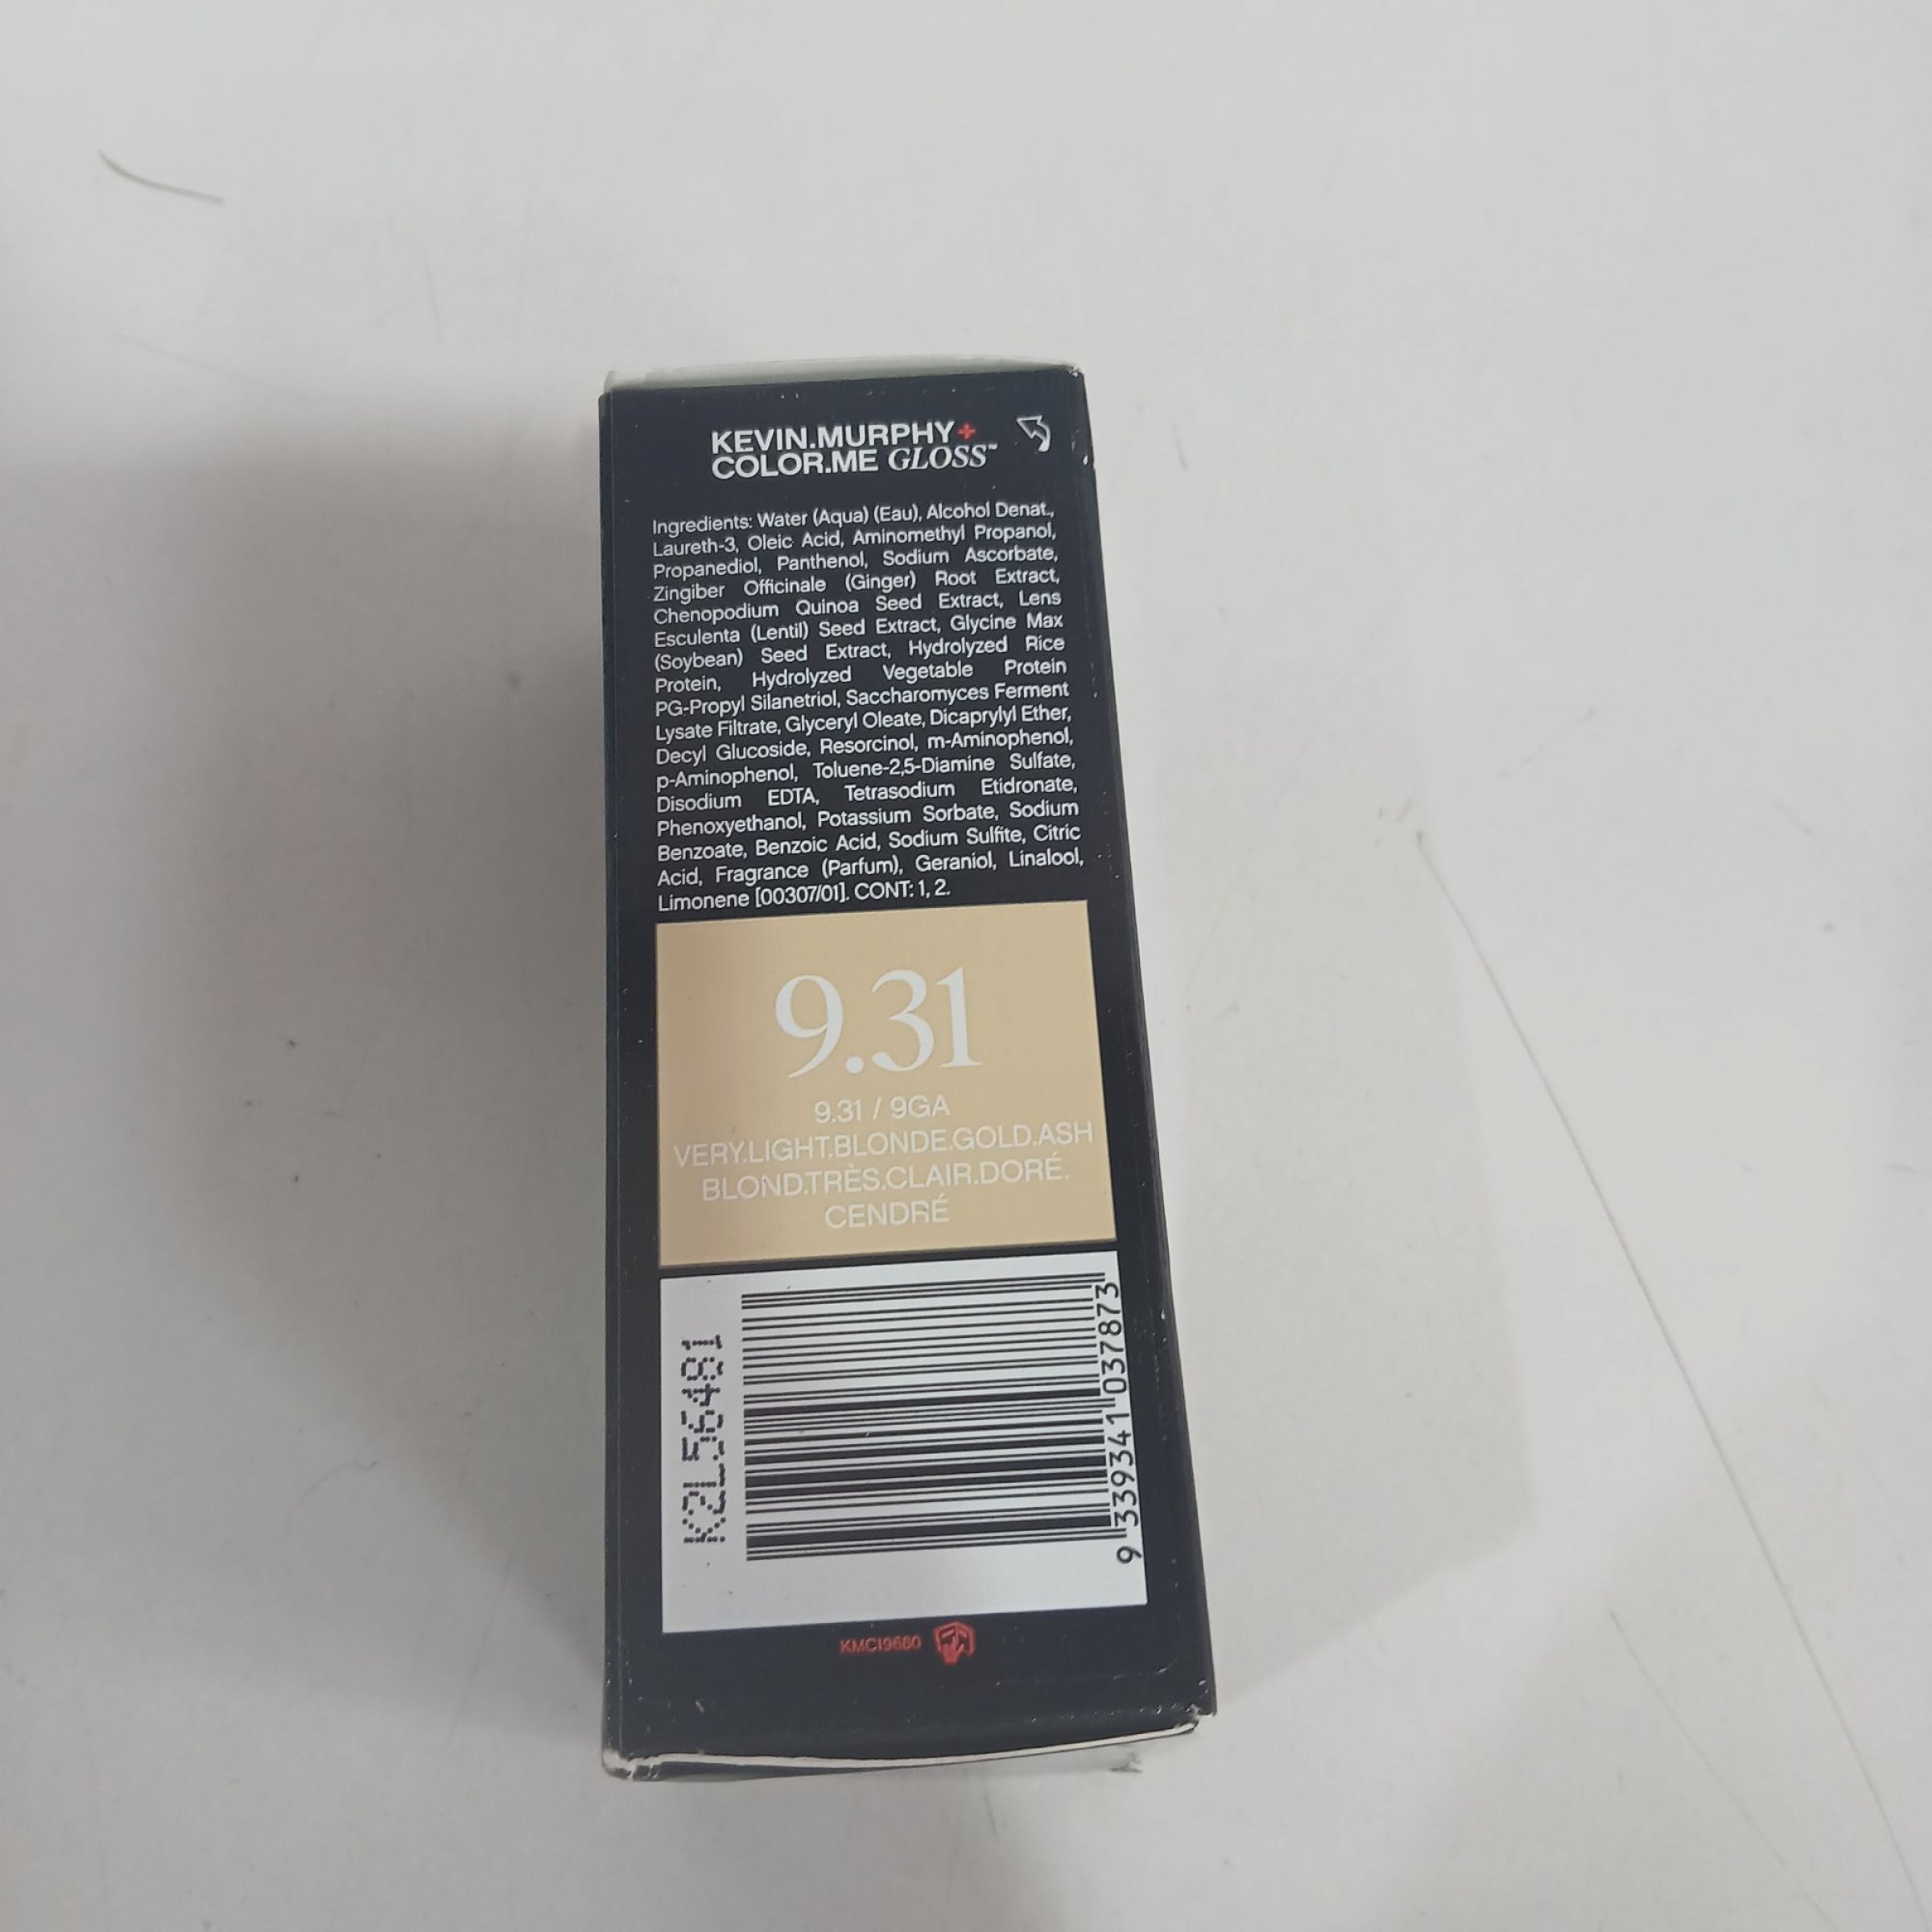 KEVIN.MURPHY+
COLOR.ME GLOSS™
Ingredients: Water (Aqua) (Eau), Alcohol Denat.,
Laureth-3, Oleic Acid, Aminomethyl Propanol,
Propanediol, Panthenol, Sodium Ascorbate,
Zingiber Officinale (Ginger) Root Extract,
Chenopodium Quinoa Seed Extract, Lens
Esculenta (Lentil) Seed Extract, Glycine Max
(Soybean) Seed Extract, Hydrolyzed Rice
Protein, Hydrolyzed Vegetable Protein
PG-Propyl Silanetriol, Saccharomyces Ferment
Lysate Filtrate, Glyceryl Oleate, Dicaprylyl Ether,
Decyl Glucoside, Resorcinol, m-Aminophenol,
p-Aminophenol, Toluene-2,5-Diamine Sulfate,
Disodium EDTA, Tetrasodium Etidronate,
Phenoxyethanol, Potassium Sorbate, Sodium
Benzoate, Benzoic Acid, Sodium Sulfite, Citric
Acid, Fragrance (Parfum), Geraniol, Linalool,
Limonene [00307/01]. CONT: 1, 2.
9.31
9.31 / 9GA
VERY.LIGHT.BLONDE.GOLD.ASH
BLOND.TRÈS.CLAIR.DORÉ.
CENDRÉ
K2L56481
9 339341 037873
KMCI9680